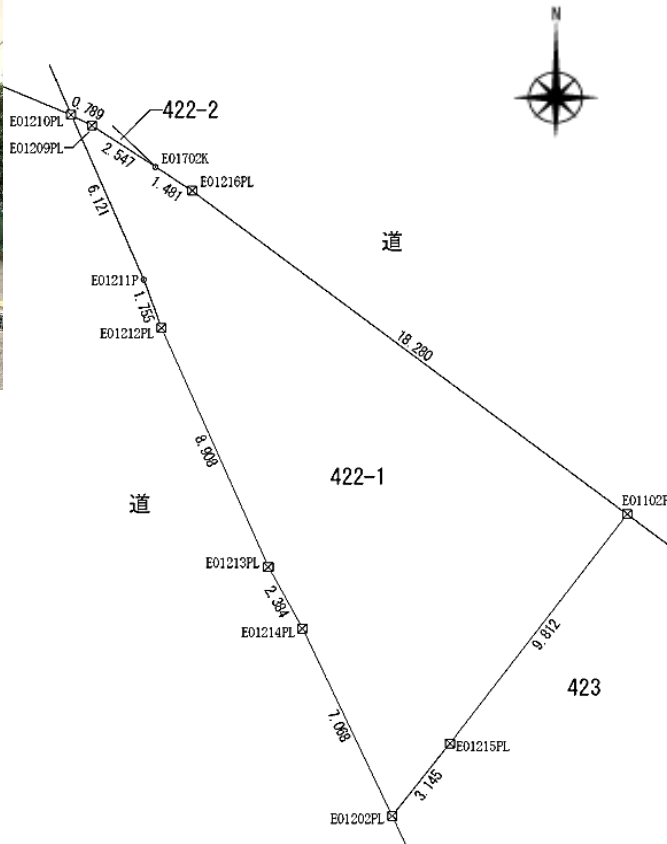 N
0.789
422-2
E01210PL
E01209PL
2.547
E01702K
1.481
E01216PL
6.121
道
E01211P
1.755
E01212PL
18.280
8.908
422-1
道
E01102P
E01213PL
2.384
E01214PL
9.812
423
7.068
E01215PL
3.145
E01202PL